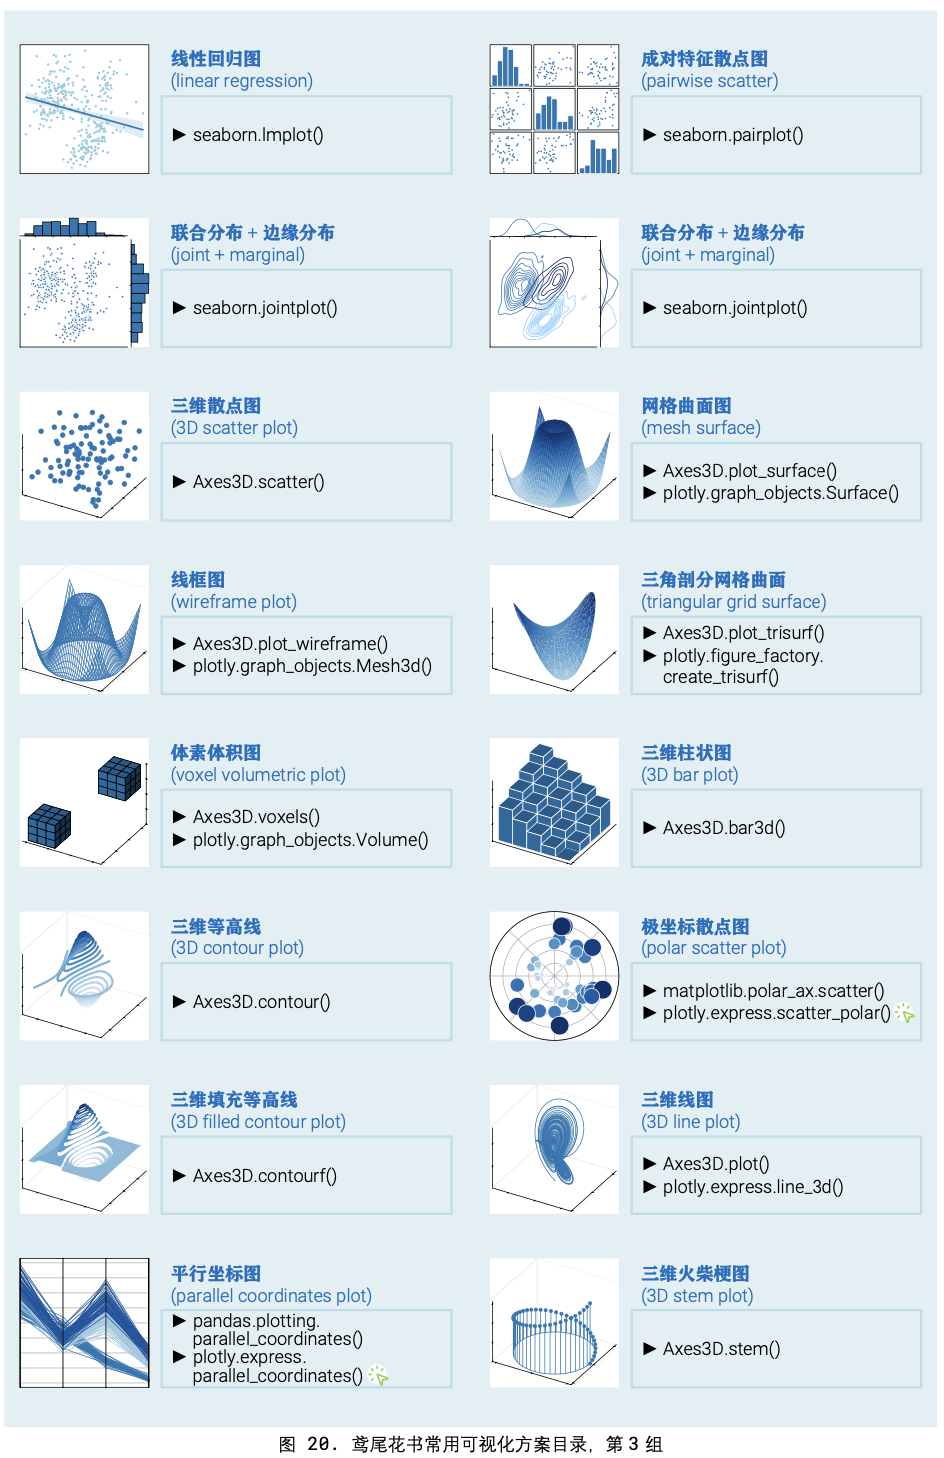 线性回归图
(linear regression)
▶ seaborn.lmplot()
成对特征散点图
(pairwise scatter)
▶ seaborn.pairplot()
联合分布 + 边缘分布
(joint + marginal)
▶ seaborn.jointplot()
联合分布 + 边缘分布
(joint + marginal)
▶ seaborn.jointplot()
三维散点图
(3D scatter plot)
▶ Axes3D.scatter()
网格曲面图
(mesh surface)
▶ Axes3D.plot_surface()
▶ plotly.graph_objects.Surface()
线框图
(wireframe plot)
▶ Axes3D.plot_wireframe()
▶ plotly.graph_objects.Mesh3d()
三角剖分网格曲面
(triangular grid surface)
▶ Axes3D.plot_trisurf()
▶ plotly.figure_factory.
create_trisurf()
体素体积图
(voxel volumetric plot)
▶ Axes3D.voxels()
▶ plotly.graph_objects.Volume()
三维柱状图
(3D bar plot)
▶ Axes3D.bar3d()
三维等高线
(3D contour plot)
▶ Axes3D.contour()
极坐标散点图
(polar scatter plot)
▶ matplotlib.polar_ax.scatter()
▶ plotly.express.scatter_polar()
三维填充等高线
(3D filled contour plot)
▶ Axes3D.contourf()
三维线图
(3D line plot)
▶ Axes3D.plot()
▶ plotly.express.line_3d()
平行坐标图
(parallel coordinates plot)
▶ pandas.plotting.
parallel_coordinates()
▶ plotly.express.
parallel_coordinates()
三维火柴梗图
(3D stem plot)
▶ Axes3D.stem()
图 20. 鸢尾花书常用可视化方案目录，第 3 组